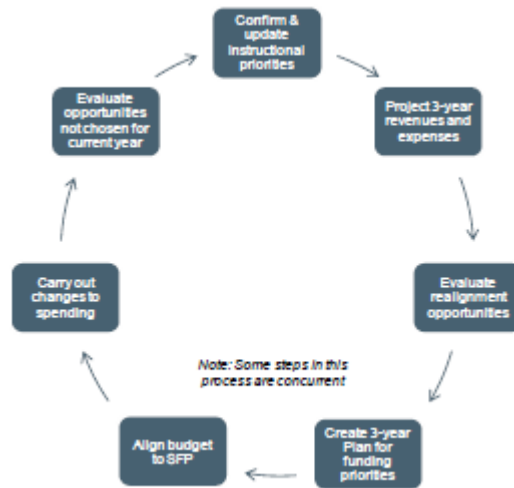 Confirm &
update
instructional
priorities
Project 3-year
revenues and
expenses
Evaluate
realignment
opportunities
Create 3-year
Plan for
funding
priorities
Align budget
to SFP
Carry out
changes to
spending
Evaluate
opportunities
not chosen for
current year
Note: Some steps in this
process are concurrent